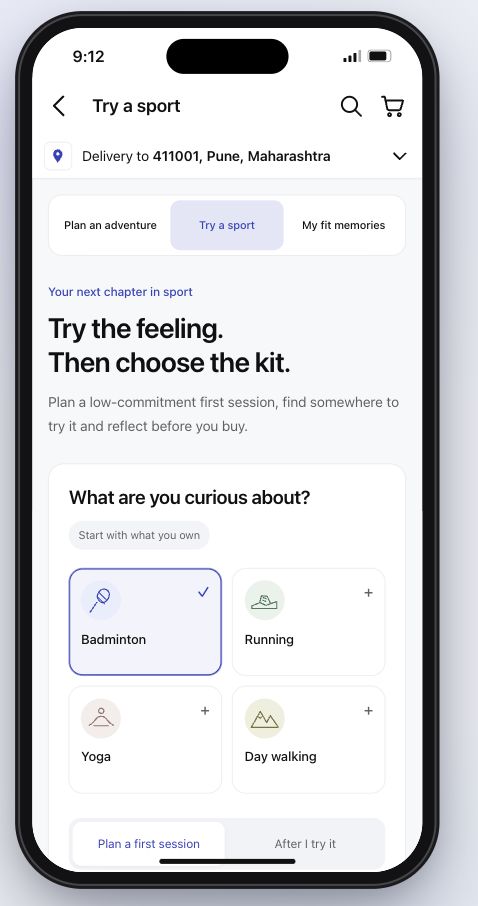 9:12
Try a sport
Delivery to 411001, Pune, Maharashtra
Plan an adventure
Try a sport
My fit memories
Your next chapter in sport
Try the feeling.
Then choose the kit.
Plan a low-commitment first session, find somewhere to
try it and reflect before you buy.
What are you curious about?
Start with what you own
Badminton
Running
Yoga
Day walking
Plan a first session
After I try it